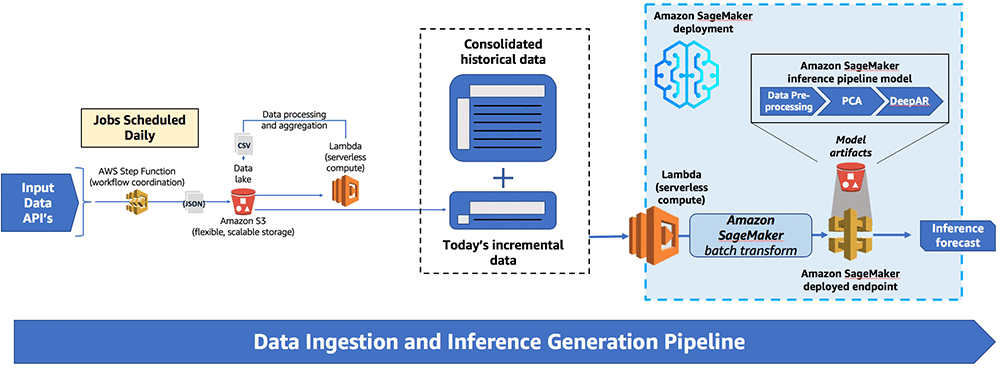 Jobs Scheduled
Daily
Input
Data
API's
AWS Step Function
(workflow coordination)
(JSON)
Data processing
and aggregation
CSV
Data
lake
Amazon S3
(flexible, scalable storage)
Lambda
(serverless
compute)
Consolidated
historical data
+
Today's incremental
data
Amazon SageMaker
deployment
Amazon SageMaker
inference pipeline model
Data Pre-
processing
PCA
DeepAR
Model
artifacts
Lambda
(serverless
compute)
Amazon
SageMaker
batch transform
Amazon SageMaker
deployed endpoint
Inference
forecast
Data Ingestion and Inference Generation Pipeline